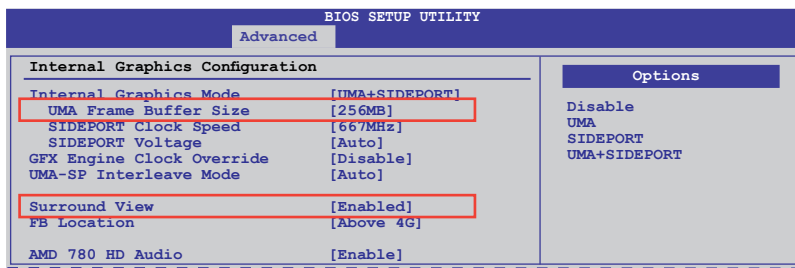 BIOS SETUP UTILITY
Advanced
Internal Graphics Configuration
Internal Graphics Mode [UMA+SIDEPORT]
UMA Frame Buffer Size [256MB]
SIDEPORT Clock Speed [667MHz]
SIDEPORT Voltage [Auto]
GFX Engine Clock Override [Disable]
UMA-SP Interleave Mode [Auto]
Surround View [Enabled]
FB Location [Above 4G]
AMD 780 HD Audio [Enable]
Options
Disable
UMA
SIDEPORT
UMA+SIDEPORT